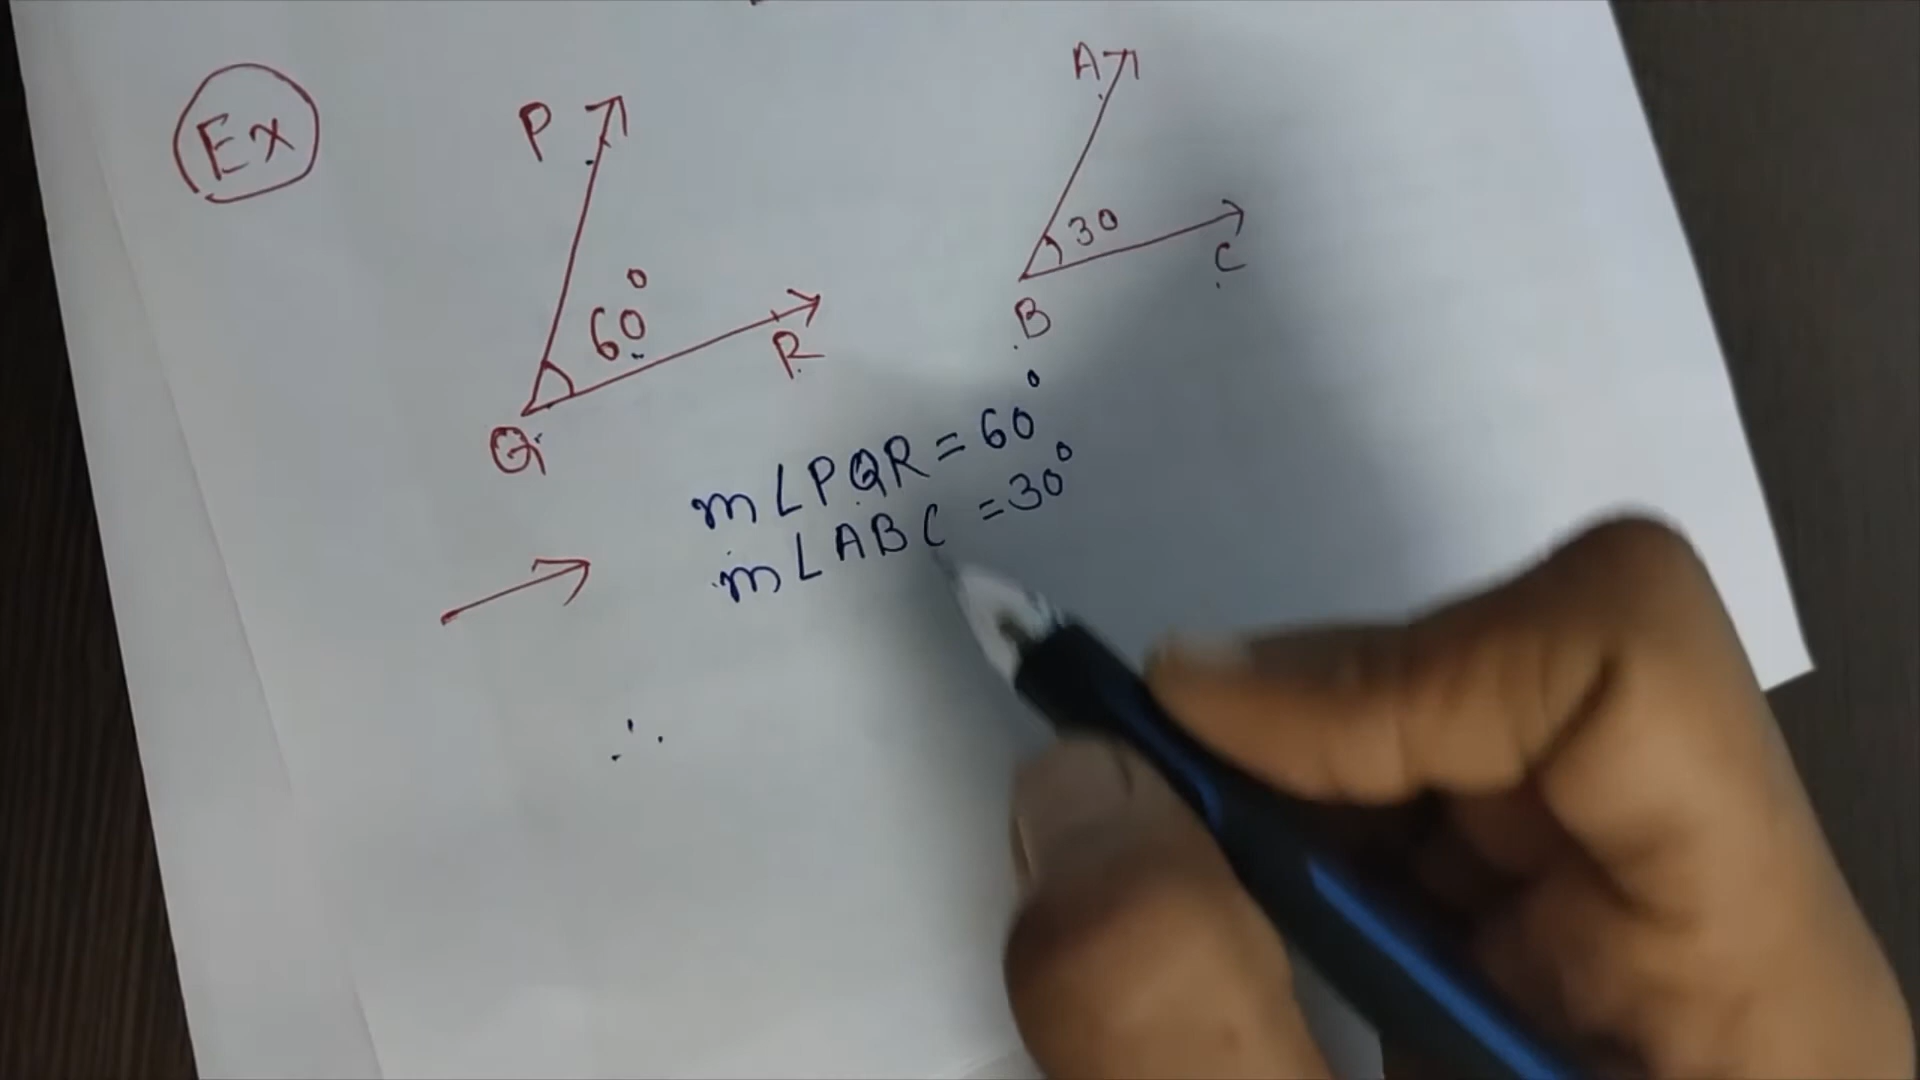 Ex
P
60°
R
Q
A
30
C
B
m∠PQR = 60°
m∠ABC = 30°
∴